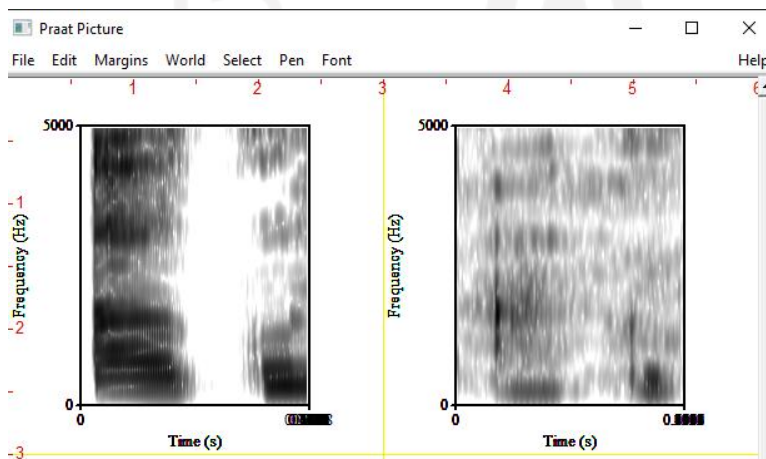 Praat Picture
File Edit Margins World Select Pen Font Help
1 2 3 4 5 6
5000 5000
1
Frequency (Hz) Frequency (Hz)
2
0 0
0 0
Time (s) Time (s)
3